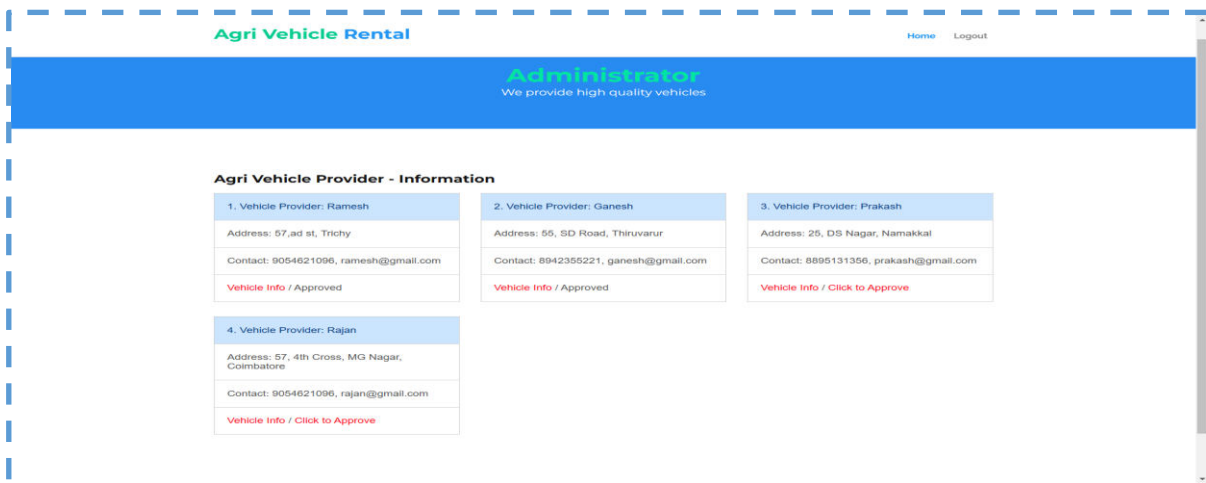 Agri Vehicle Rental
Home Logout
Administrator
We provide high quality vehicles
Agri Vehicle Provider - Information
1. Vehicle Provider: Ramesh
Address: 57,ad st, Trichy
Contact: 9054621096, ramesh@gmail.com
Vehicle Info / Approved
2. Vehicle Provider: Ganesh
Address: 55, SD Road, Thiruvarur
Contact: 8942355221, ganesh@gmail.com
Vehicle Info / Approved
3. Vehicle Provider: Prakash
Address: 25, DS Nagar, Namakkal
Contact: 8895131356, prakash@gmail.com
Vehicle Info / Click to Approve
4. Vehicle Provider: Rajan
Address: 57, 4th Cross, MG Nagar,
Coimbatore
Contact: 9054621096, rajan@gmail.com
Vehicle Info / Click to Approve